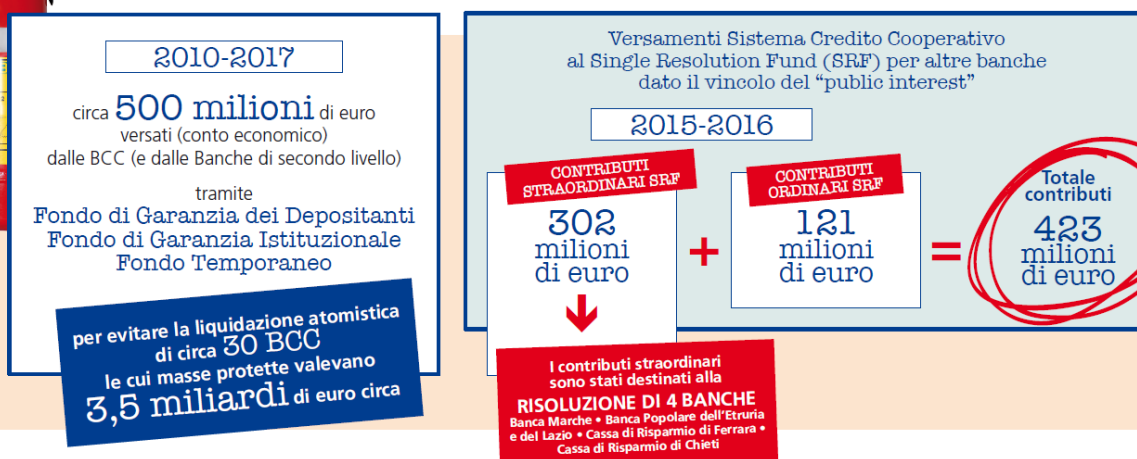 2010-2017
circa 500 milioni di euro
versati (conto economico)
dalle BCC (e dalle Banche di secondo livello)
tramite
Fondo di Garanzia dei Depositanti
Fondo di Garanzia Istituzionale
Fondo Temporaneo
per evitare la liquidazione atomistica
di circa 30 BCC
le cui masse protette valevano
3,5 miliardi di euro circa
Versamenti Sistema Credito Cooperativo
al Single Resolution Fund (SRF) per altre banche
dato il vincolo del “public interest”
2015-2016
CONTRIBUTI
STRAORDINARI SRF
302
milioni
di euro
+
CONTRIBUTI
ORDINARI SRF
121
milioni
di euro
=
Totale
contributi
423
milioni
di euro
I contributi straordinari
sono stati destinati alla
RISOLUZIONE DI 4 BANCHE
Banca Marche • Banca Popolare dell'Etruria
e del Lazio • Cassa di Risparmio di Ferrara •
Cassa di Risparmio di Chieti